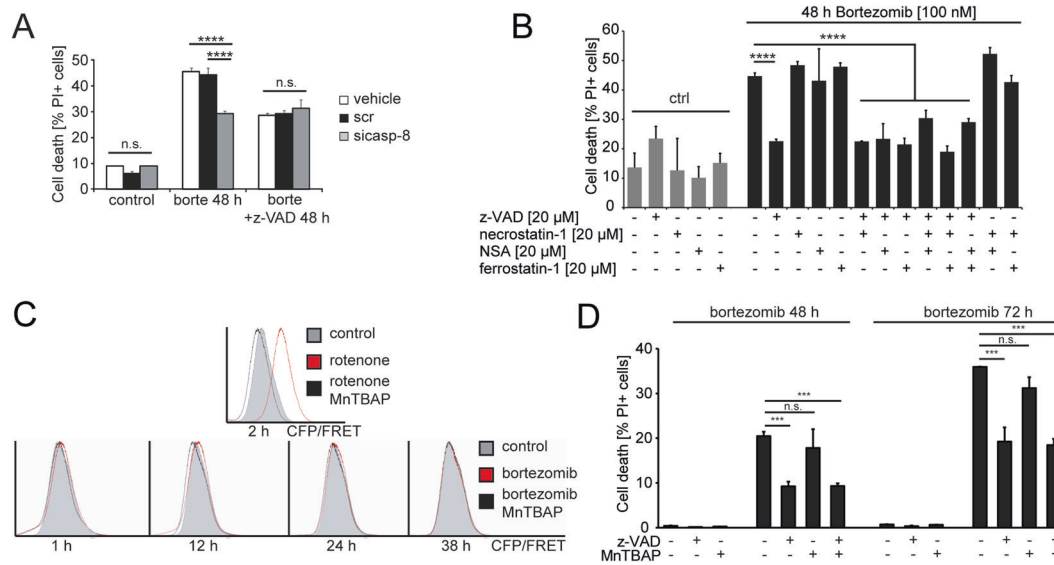 A
Cell death [% PI+ cells]
50
40
30
20
10
0
n.s.
****
****
n.s.
vehicle
scr
sicasp-8
control
borte 48 h
borte
+z-VAD 48 h
B
48 h Bortezomib [100 nM]
Cell death [% PI+ cells]
60
50
40
30
20
10
0
ctrl
****
****
z-VAD [20 µM] - + - - - - + - - - + + + + + + - -
necrostatin-1 [20 µM] - - + - - - - + - - + - - + + - + +
NSA [20 µM] - - - + - - - - + - - + - + - + + -
ferrostatin-1 [20 µM] - - - - + - - - - + - - + - + + - +
C
control
rotenone
rotenone
MnTBAP
2 h CFP/FRET
control
bortezomib
bortezomib
MnTBAP
1 h 12 h 24 h 38 h CFP/FRET
D
bortezomib 48 h bortezomib 72 h
Cell death [% PI+ cells]
40
30
20
10
0
***
n.s.
***
***
n.s.
***
z-VAD - + - - + - + - + - - + - +
MnTBAP - - + - - + + - - + - - + +